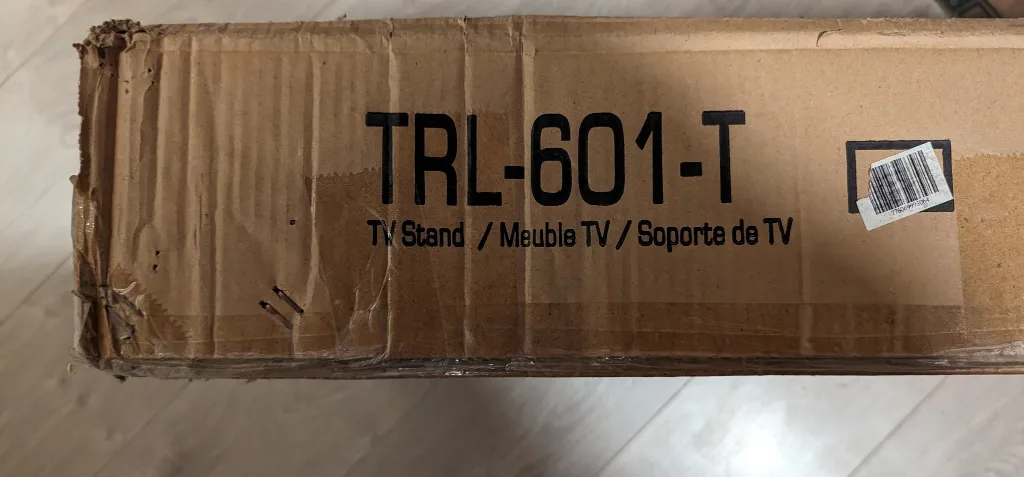 TRL-601-T
TV Stand / Meuble TV / Soporte de TV